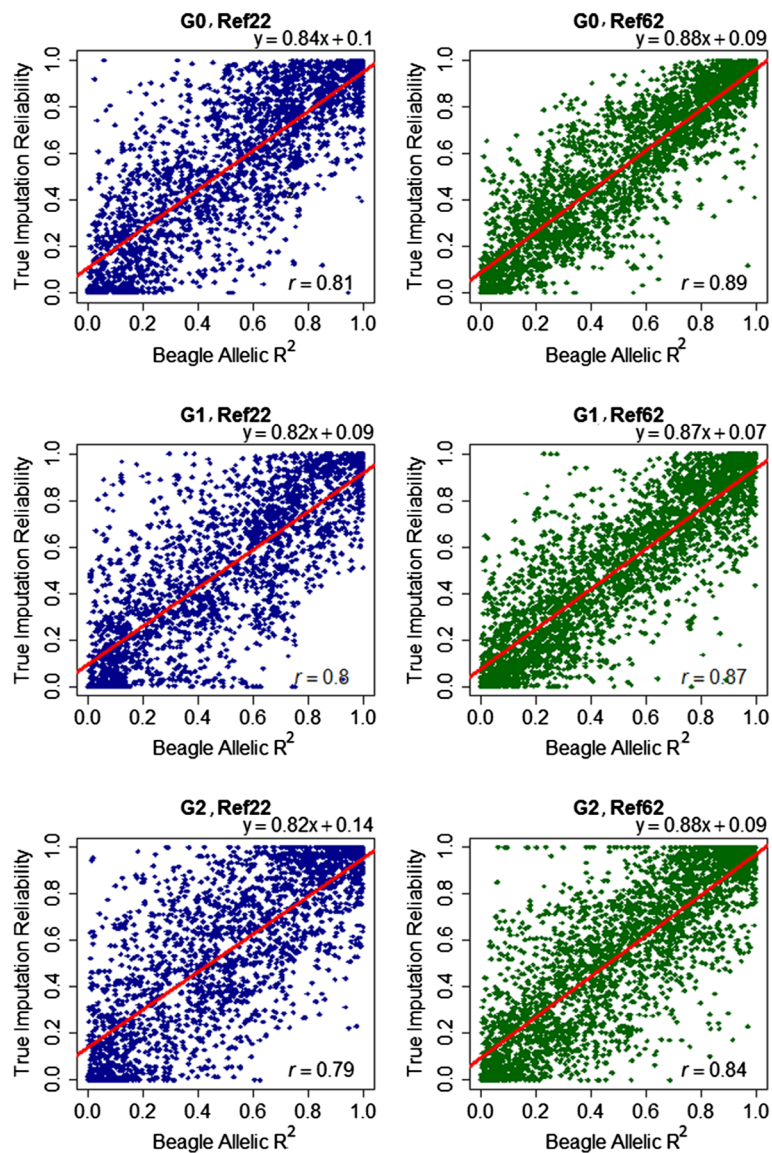 G0, Ref22
y = 0.84x + 0.1
True Imputation Reliability
1.0
0.8
0.6
0.4
0.2
0.0
r = 0.81
0.0 0.2 0.4 0.6 0.8 1.0
Beagle Allelic R²
G0, Ref62
y = 0.88x + 0.09
True Imputation Reliability
1.0
0.8
0.6
0.4
0.2
0.0
r = 0.89
0.0 0.2 0.4 0.6 0.8 1.0
Beagle Allelic R²
G1, Ref22
y = 0.82x + 0.09
True Imputation Reliability
1.0
0.8
0.6
0.4
0.2
0.0
r = 0.8
0.0 0.2 0.4 0.6 0.8 1.0
Beagle Allelic R²
G1, Ref62
y = 0.87x + 0.07
True Imputation Reliability
1.0
0.8
0.6
0.4
0.2
0.0
r = 0.87
0.0 0.2 0.4 0.6 0.8 1.0
Beagle Allelic R²
G2, Ref22
y = 0.82x + 0.14
True Imputation Reliability
1.0
0.8
0.6
0.4
0.2
0.0
r = 0.79
0.0 0.2 0.4 0.6 0.8 1.0
Beagle Allelic R²
G2, Ref62
y = 0.88x + 0.09
True Imputation Reliability
1.0
0.8
0.6
0.4
0.2
0.0
r = 0.84
0.0 0.2 0.4 0.6 0.8 1.0
Beagle Allelic R²